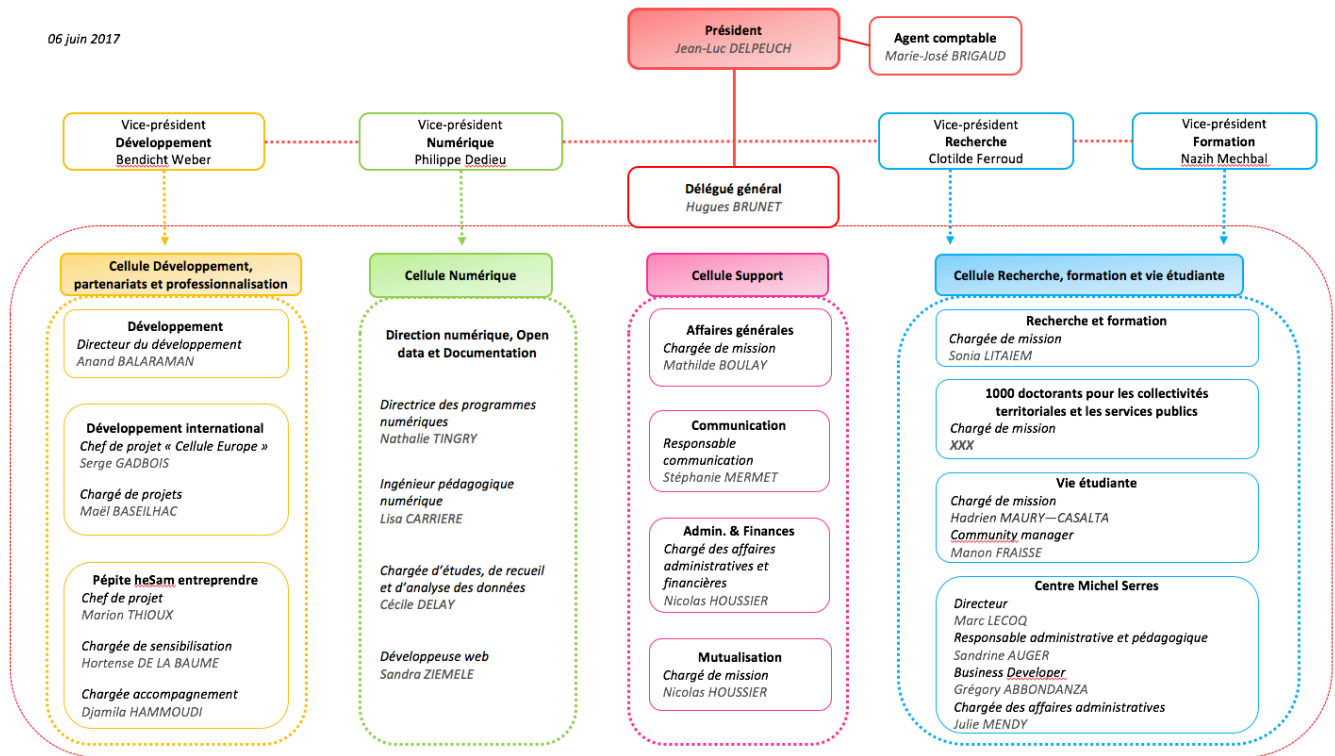 06 juin 2017
Président
Jean-Luc DELPEUCH
Agent comptable
Marie-José BRIGAUD
Vice-président
Développement
Bendicht Weber
Vice-président
Numérique
Philippe Dedieu
Vice-président
Recherche
Clotilde Ferroud
Vice-président
Formation
Nazih Mechbal
Délégué général
Hugues BRUNET
Cellule Développement,
partenariats et professionnalisation
Développement
Directeur du développement
Anand BALARAMAN
Développement international
Chef de projet « Cellule Europe »
Serge GADBOIS
Chargé de projets
Maël BASEILHAC
Pépite heSam entreprendre
Chef de projet
Marion THIOUX
Chargée de sensibilisation
Hortense DE LA BAUME
Chargée accompagnement
Djamila HAMMOUDI
Cellule Numérique
Direction numérique, Open
data et Documentation
Directrice des programmes
numériques
Nathalie TINGRY
Ingénieur pédagogique
numérique
Lisa CARRIERE
Chargée d'études, de recueil
et d'analyse des données
Cécile DELAY
Développeuse web
Sandra ZIEMELE
Cellule Support
Affaires générales
Chargée de mission
Mathilde BOULAY
Communication
Responsable
communication
Stéphanie MERMET
Admin. & Finances
Chargé des affaires
administratives et
financières
Nicolas HOUSSIER
Mutualisation
Chargé de mission
Nicolas HOUSSIER
Cellule Recherche, formation et vie étudiante
Recherche et formation
Chargée de mission
Sonia LITAIEM
1000 doctorants pour les collectivités
territoriales et les services publics
Chargé de mission
XXX
Vie étudiante
Chargé de mission
Hadrien MAURY—CASALTA
Community manager
Manon FRAISSE
Centre Michel Serres
Directeur
Marc LECOQ
Responsable administrative et pédagogique
Sandrine AUGER
Business Developer
Grégory ABBONDANZA
Chargée des affaires administratives
Julie MENDY